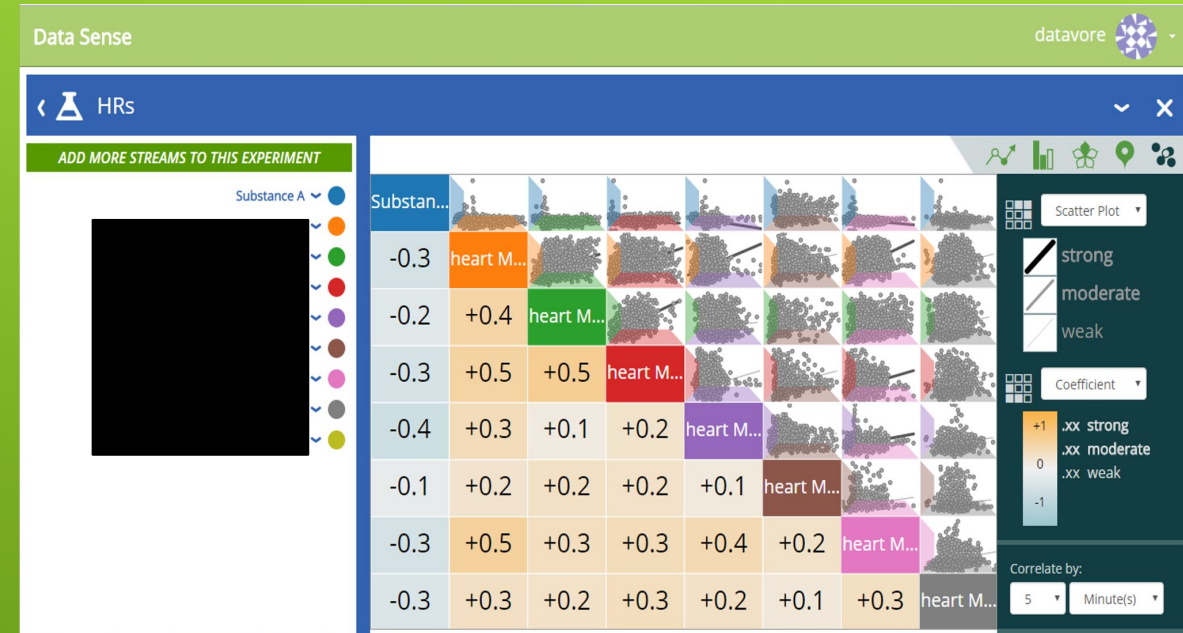 Data Sense
datavore
HRs
ADD MORE STREAMS TO THIS EXPERIMENT
Substance A
Substan...
-0.3 heart M...
-0.2 +0.4 heart M...
-0.3 +0.5 +0.5 heart M...
-0.4 +0.3 +0.1 +0.2 heart M...
-0.1 +0.2 +0.2 +0.2 +0.1 heart M...
-0.3 +0.5 +0.3 +0.3 +0.4 +0.2 heart M...
-0.3 +0.3 +0.2 +0.3 +0.2 +0.1 +0.3 heart M...
Scatter Plot
strong
moderate
weak
Coefficient
+1 .xx strong
.xx moderate
0 .xx weak
-1
Correlate by:
5 Minute(s)